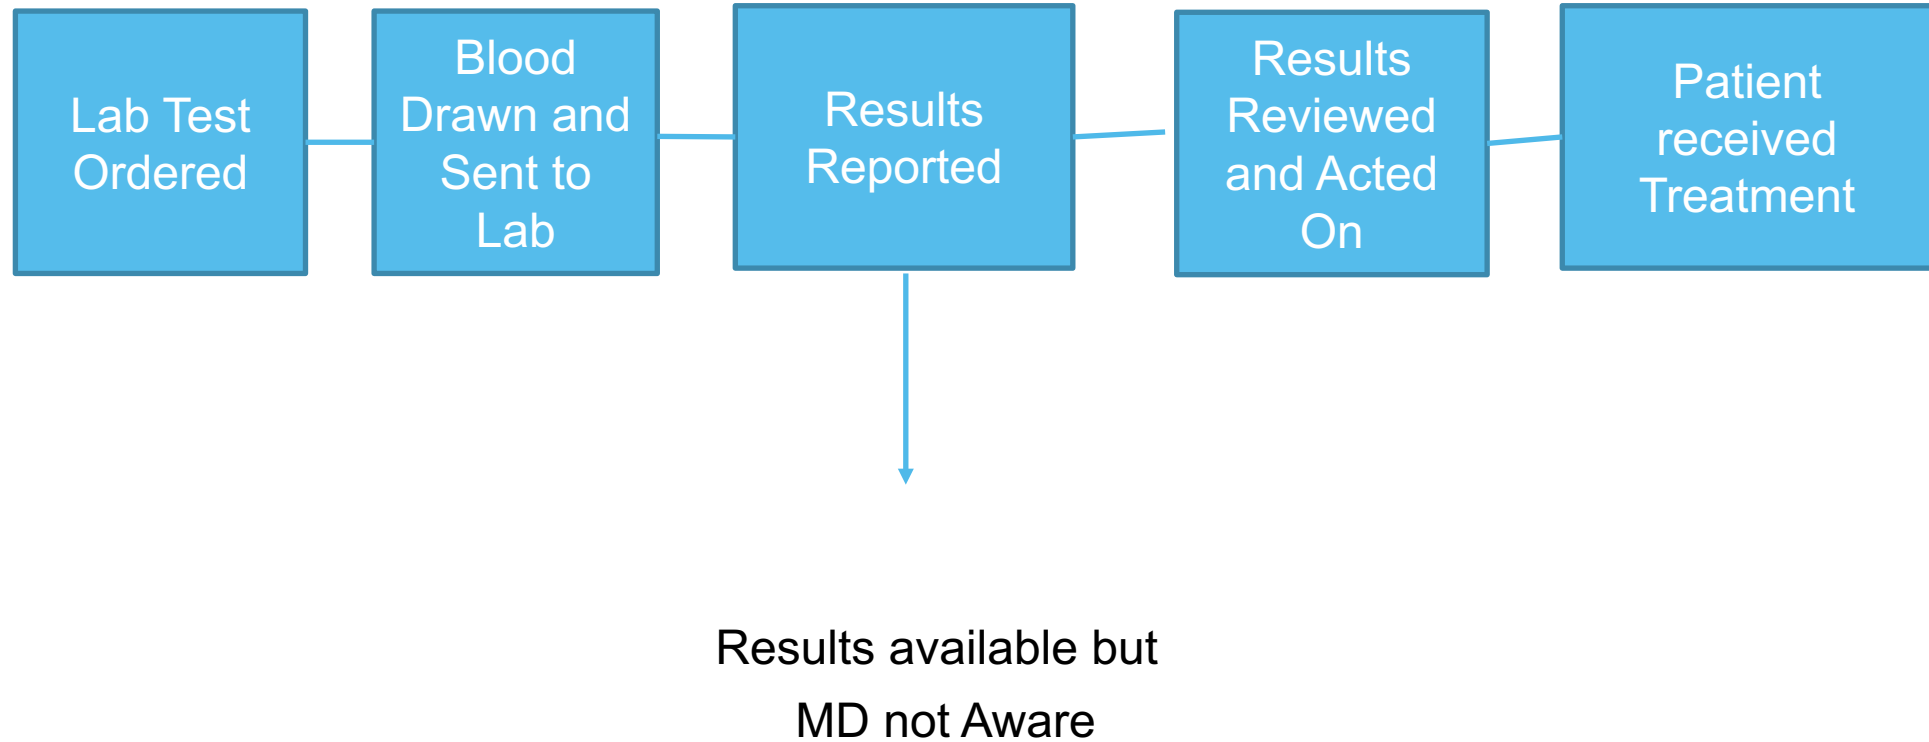 Lab Test
Ordered
Blood
Drawn and
Sent to
Lab
Results
Reported
Results
Reviewed
and Acted
On
Patient
received
Treatment
Results available but
MD not Aware